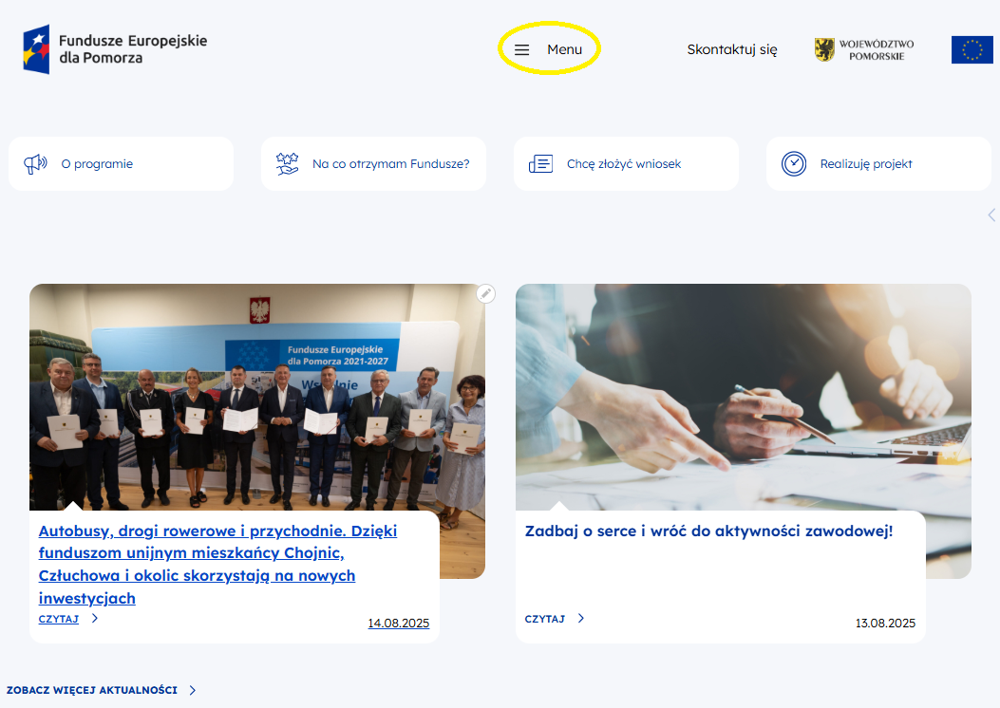 Fundusze Europejskie
dla Pomorza
Menu
Skontaktuj się
WOJEWÓDZTWO
POMORSKIE
O programie
Na co otrzymam Fundusze?
Chcę złożyć wniosek
Realizuję projekt
Fundusze Europejskie
dla Pomorza 2021-2027
Autobusy, drogi rowerowe i przychodnie. Dzięki
funduszom unijnym mieszkańcy Chojnic,
Człuchowa i okolic skorzystają na nowych
inwestycjach
CZYTAJ
14.08.2025
Zadbaj o serce i wróć do aktywności zawodowej!
CZYTAJ
13.08.2025
ZOBACZ WIĘCEJ AKTUALNOŚCI